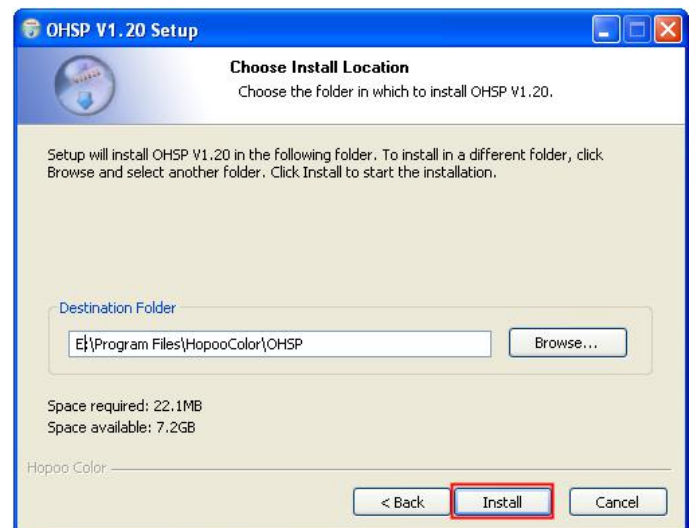 OHSP V1.20 Setup
Choose Install Location
Choose the folder in which to install OHSP V1.20.
Setup will install OHSP V1.20 in the following folder. To install in a different folder, click
Browse and select another folder. Click Install to start the installation.
Destination Folder
E:\Program Files\HopooColor\OHSP
Browse...
Space required: 22.1MB
Space available: 7.2GB
Hopoo Color
< Back
Install
Cancel